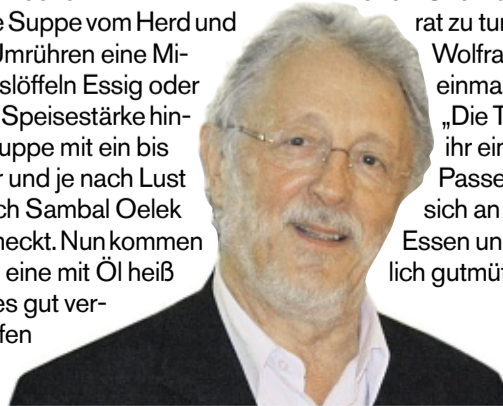 e Suppe vom Herd und
Umrühren eine Mi-
slöffeln Essig oder
Speisestärke hin-
uppe mit ein bis
r und je nach Lust
ch Sambal Oelek
neckt. Nun kommen
eine mit Öl heiß
es gut ver-
fen
rat zu tur
Wolfra
einma
„Die T
ihr ein
Passe
sich an
Essen un
lich gutmüt